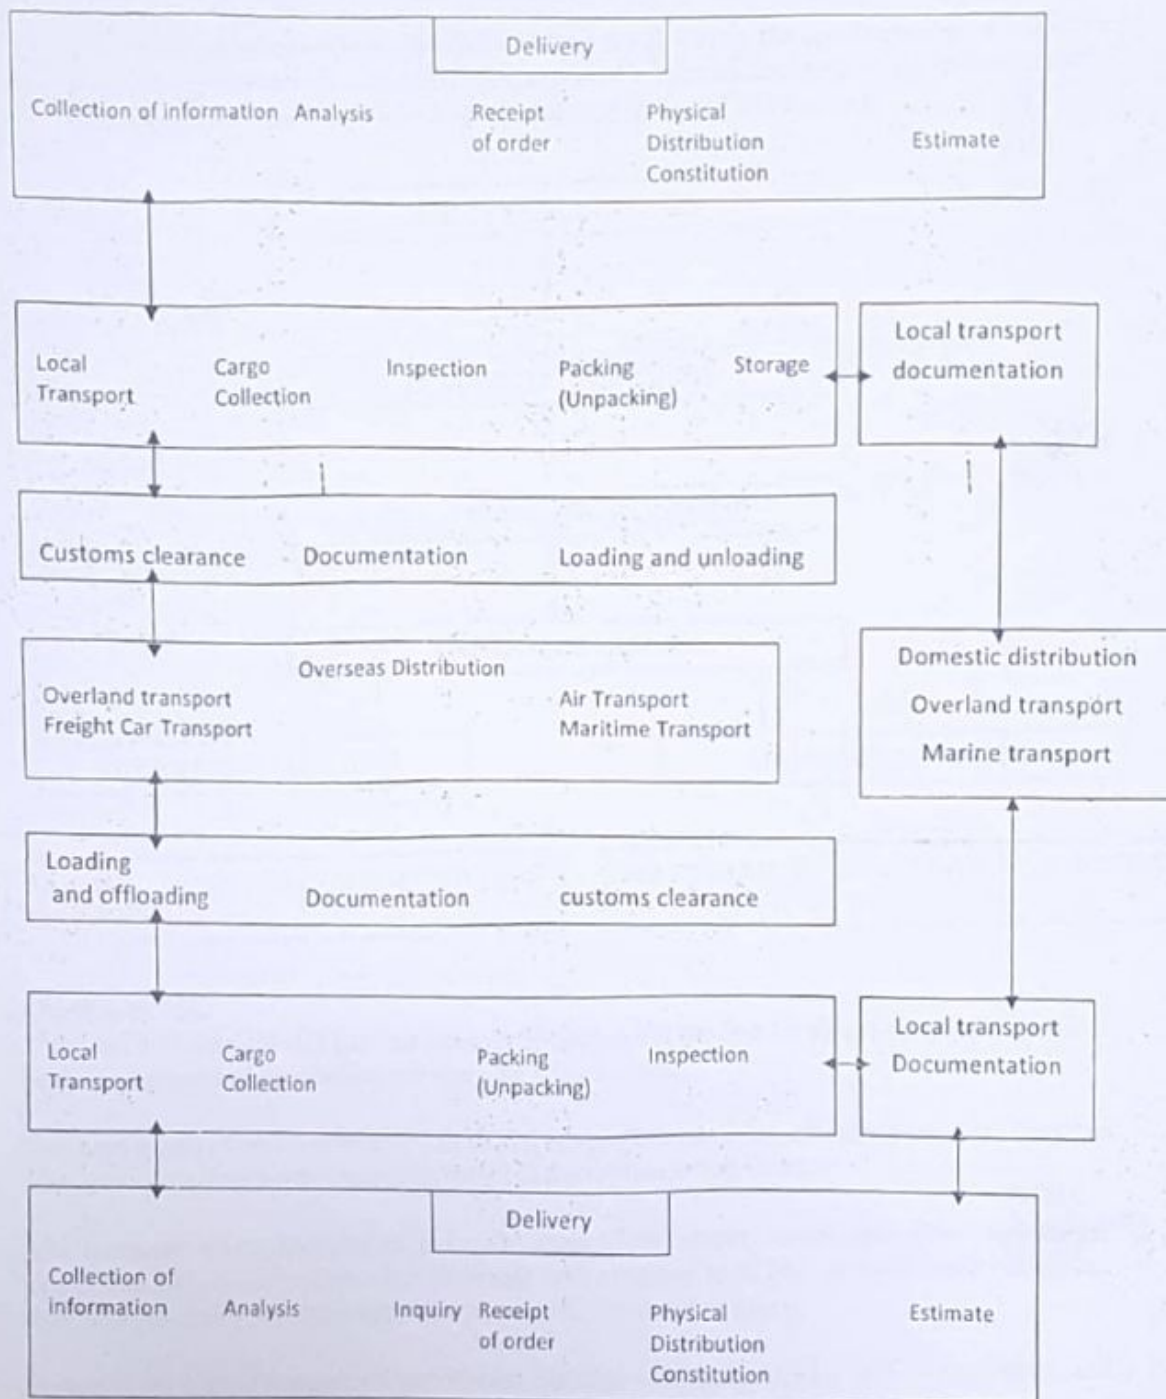 Delivery
Collection of information Analysis Receipt Physical
of order Distribution Estimate
Constitution
Local Cargo Inspection Packing Storage
Transport Collection (Unpacking)
Local transport
documentation
Customs clearance Documentation Loading and unloading
Overseas Distribution
Overland transport Air Transport
Freight Car Transport Maritime Transport
Domestic distribution
Overland transport
Marine transport
Loading
and offloading Documentation customs clearance
Local Cargo Packing Inspection
Transport Collection (Unpacking)
Local transport
Documentation
Delivery
Collection of
information Analysis Inquiry Receipt Physical Estimate
of order Distribution
Constitution